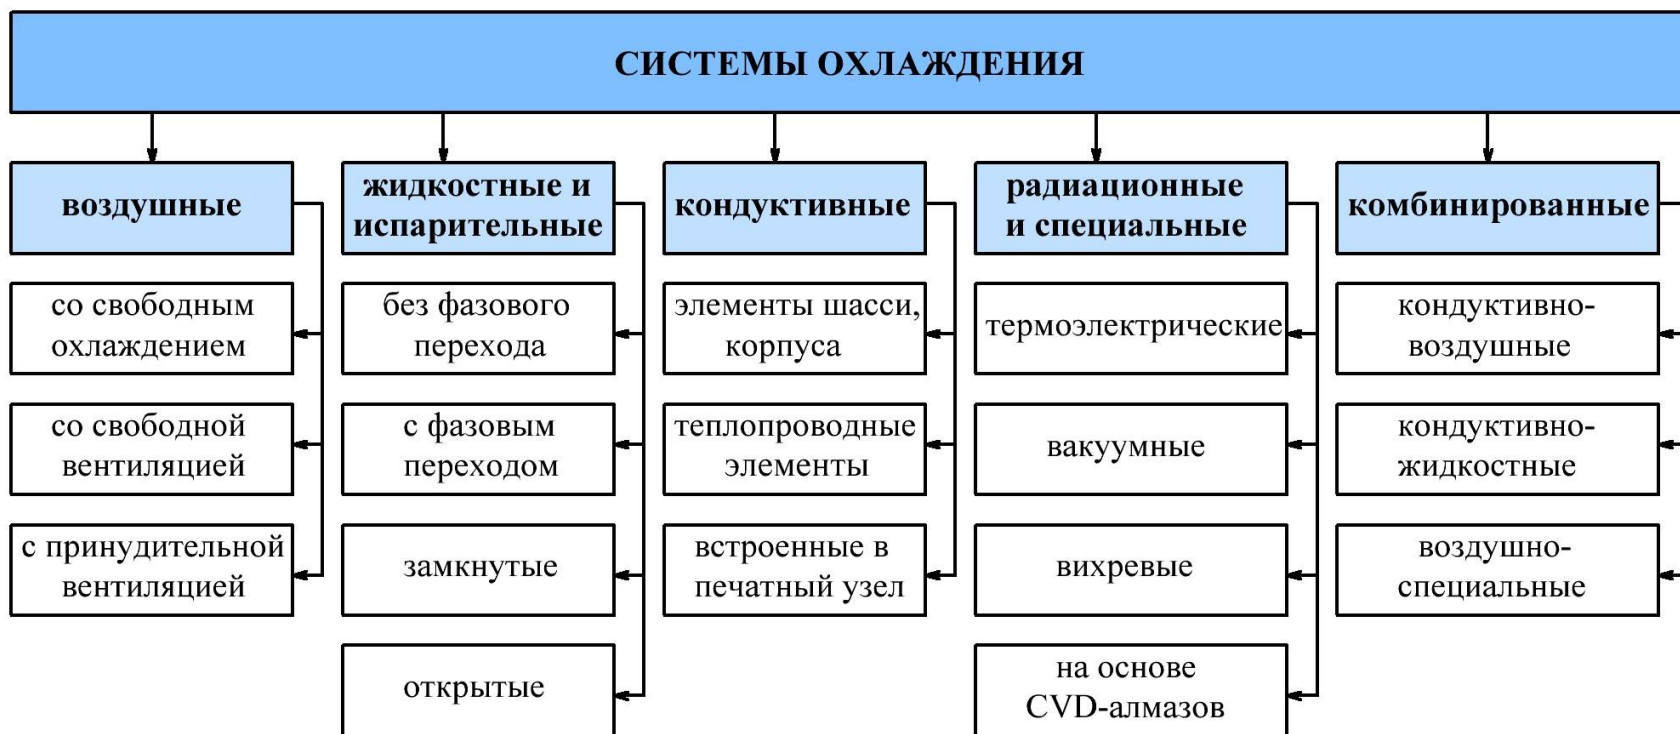 СИСТЕМЫ ОХЛАЖДЕНИЯ
воздушные
со свободным
охлаждением
со свободной
вентиляцией
с принудительной
вентиляцией
жидкостные и
испарительные
без фазового
перехода
с фазовым
переходом
замкнутые
открытые
кондуктивные
элементы шасси,
корпуса
теплопроводные
элементы
встроенные в
печатный узел
радиационные
и специальные
термоэлектрические
вакуумные
вихревые
на основе
CVD-алмазов
комбинированные
кондуктивно-
воздушные
кондуктивно-
жидкостные
воздушно-
специальные